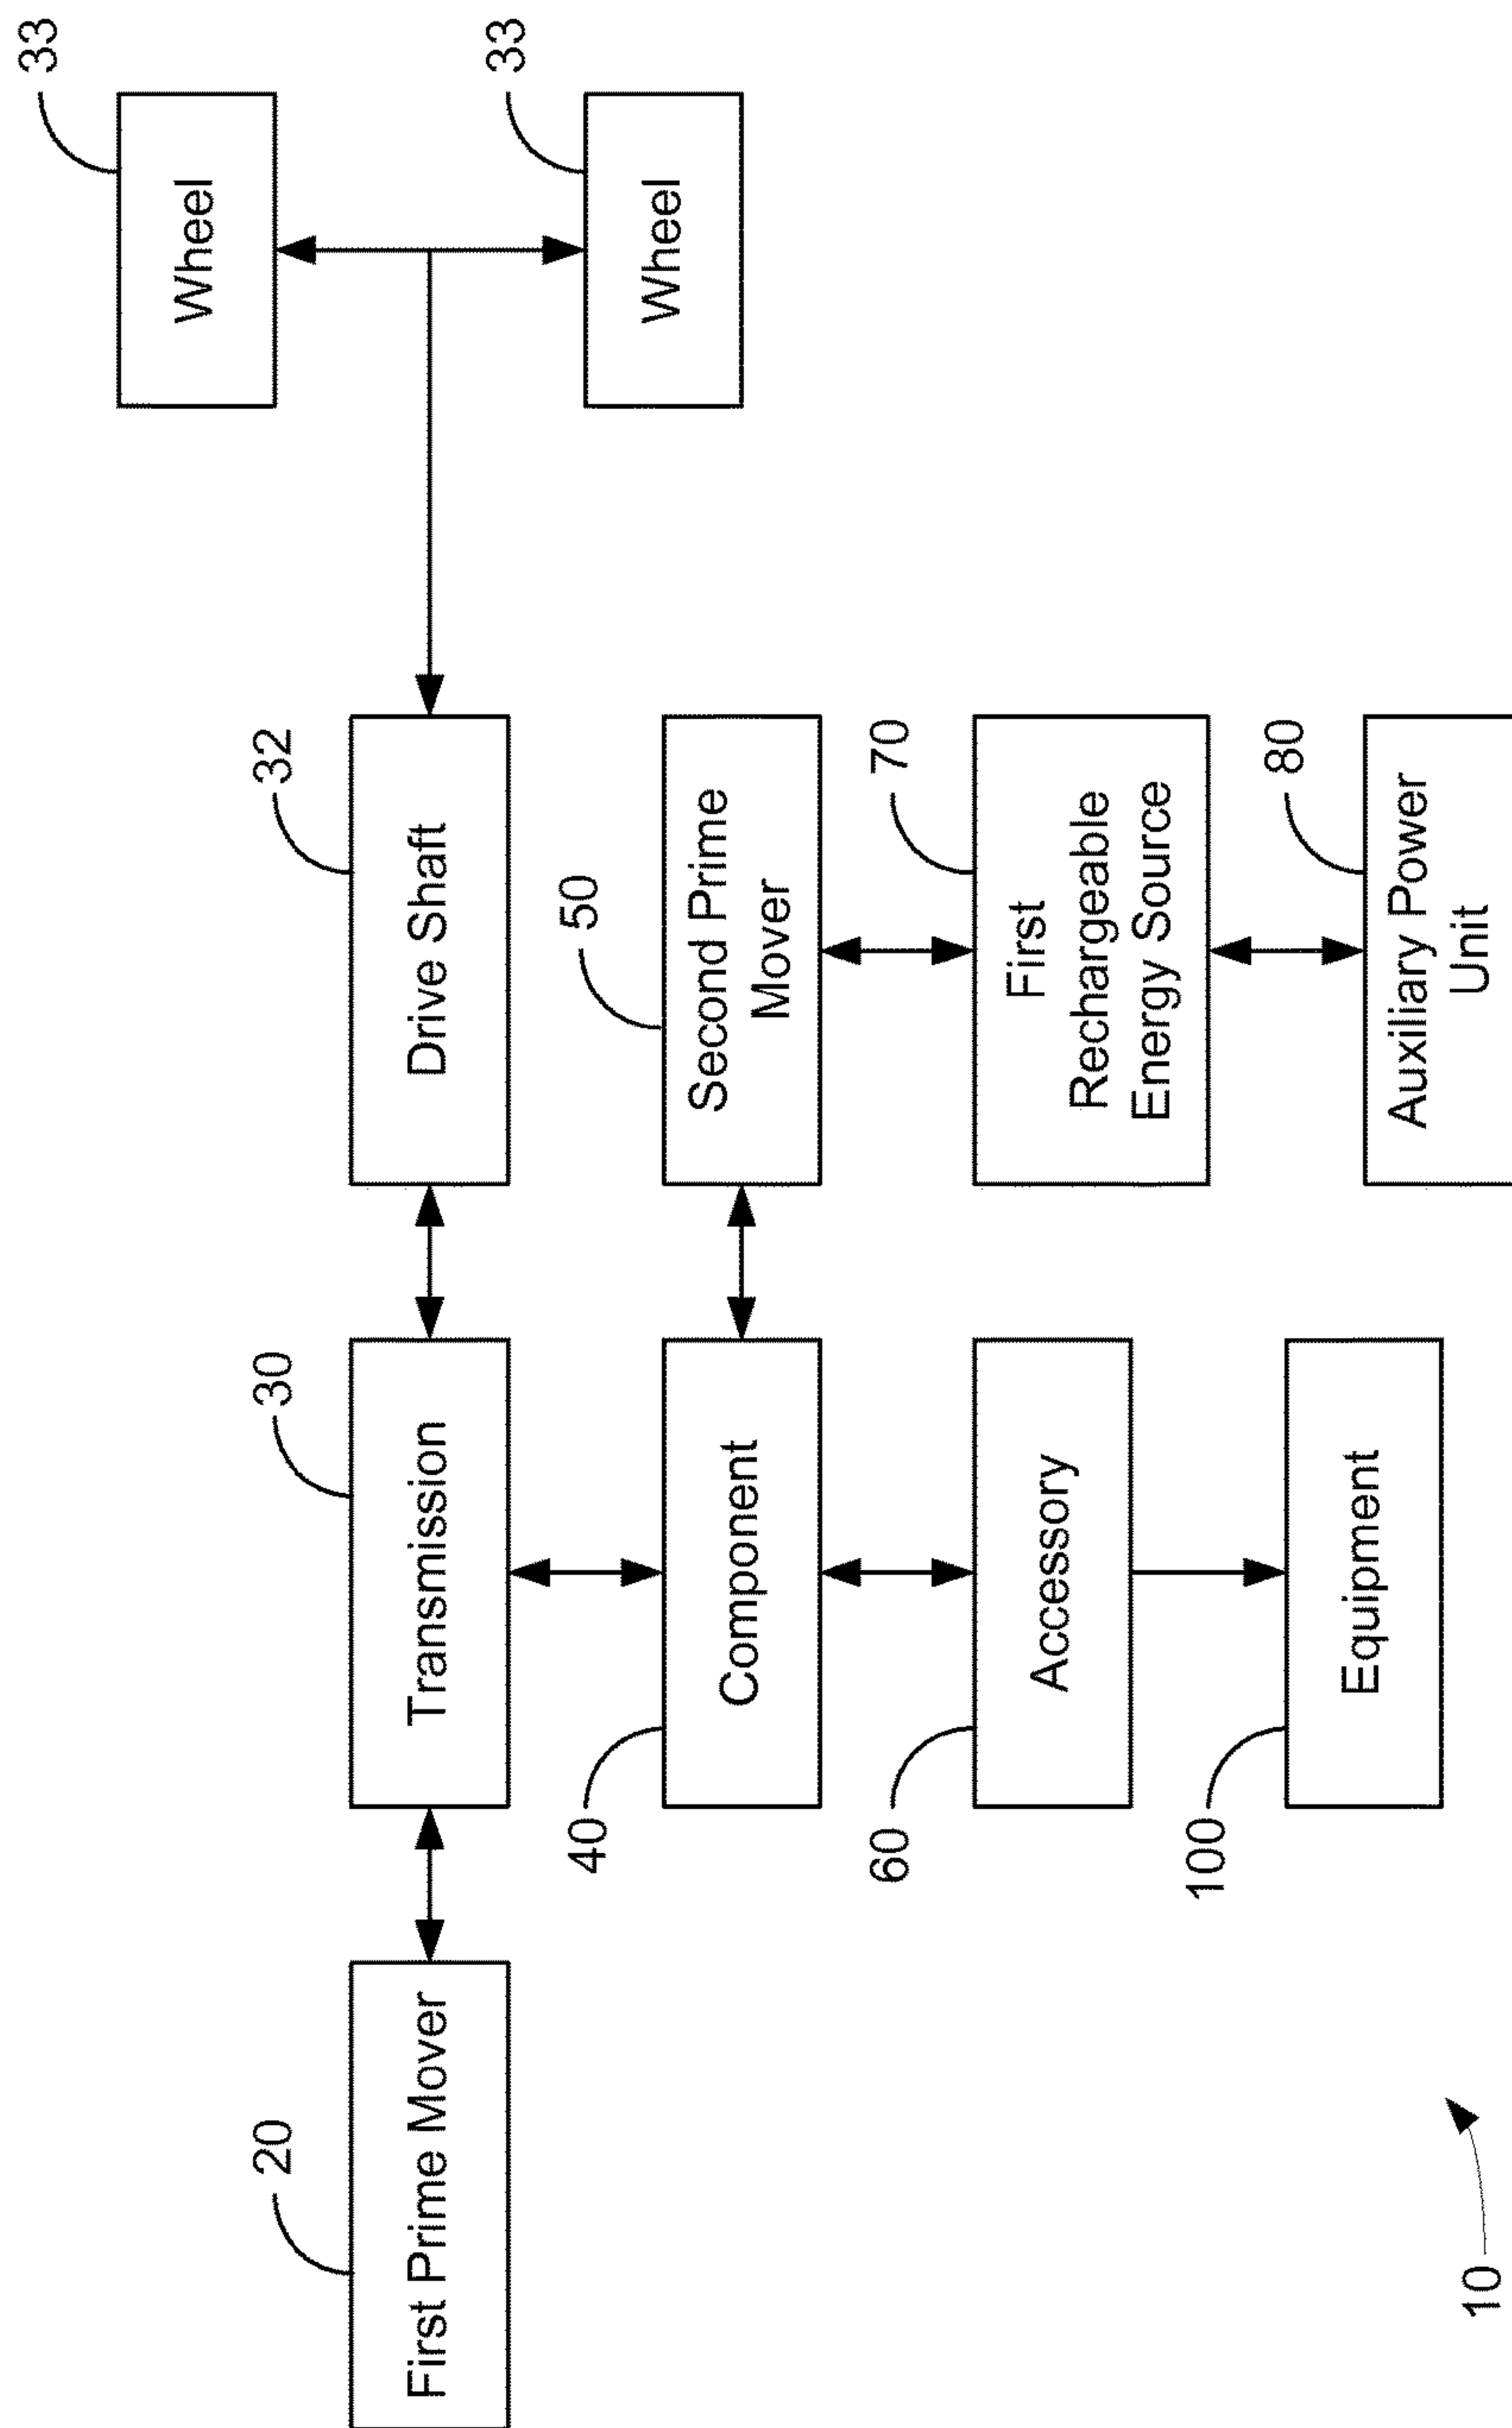 33
33
Wheel
Wheel
20
30
32
First Prime Mover
Transmission
Drive Shaft
40
50
Component
Second Prime
Mover
60
70
Accessory
First
Rechargeable
Energy Source
100
80
Equipment
Auxiliary Power
Unit
10